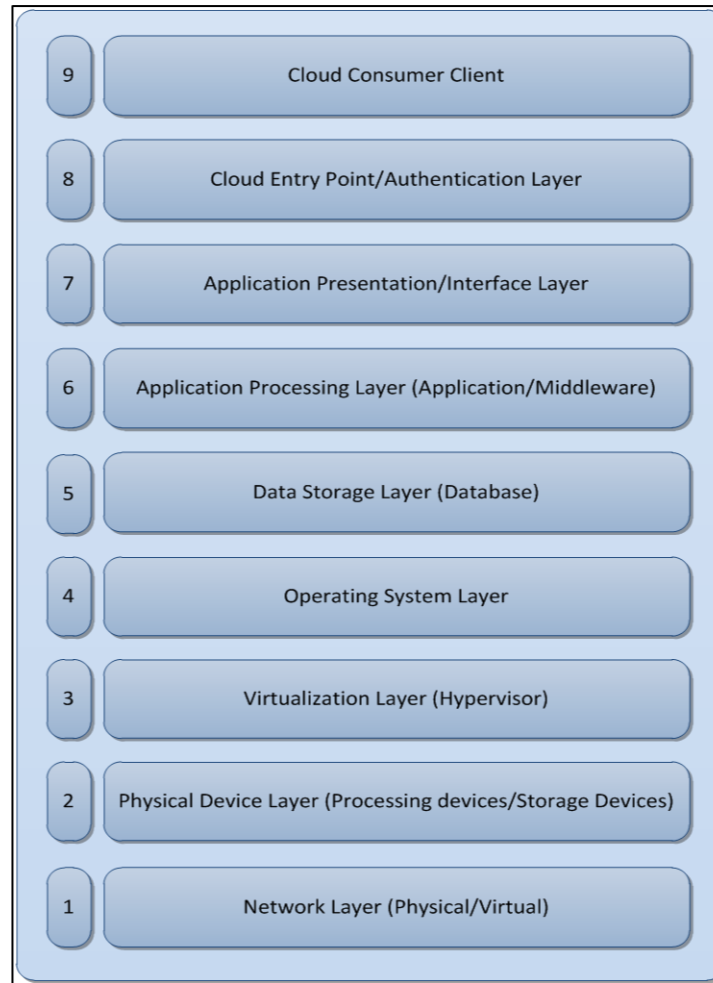 9 Cloud Consumer Client
8 Cloud Entry Point/Authentication Layer
7 Application Presentation/Interface Layer
6 Application Processing Layer (Application/Middleware)
5 Data Storage Layer (Database)
4 Operating System Layer
3 Virtualization Layer (Hypervisor)
2 Physical Device Layer (Processing devices/Storage Devices)
1 Network Layer (Physical/Virtual)